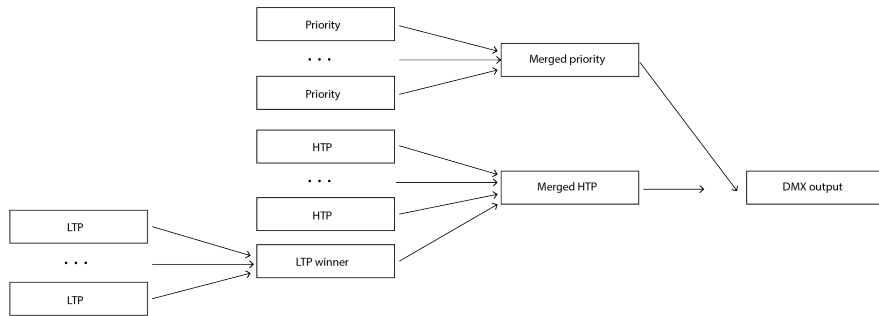 Priority
. . .
Priority
Merged priority
HTP
. . .
HTP
Merged HTP
DMX output
LTP
. . .
LTP
LTP winner